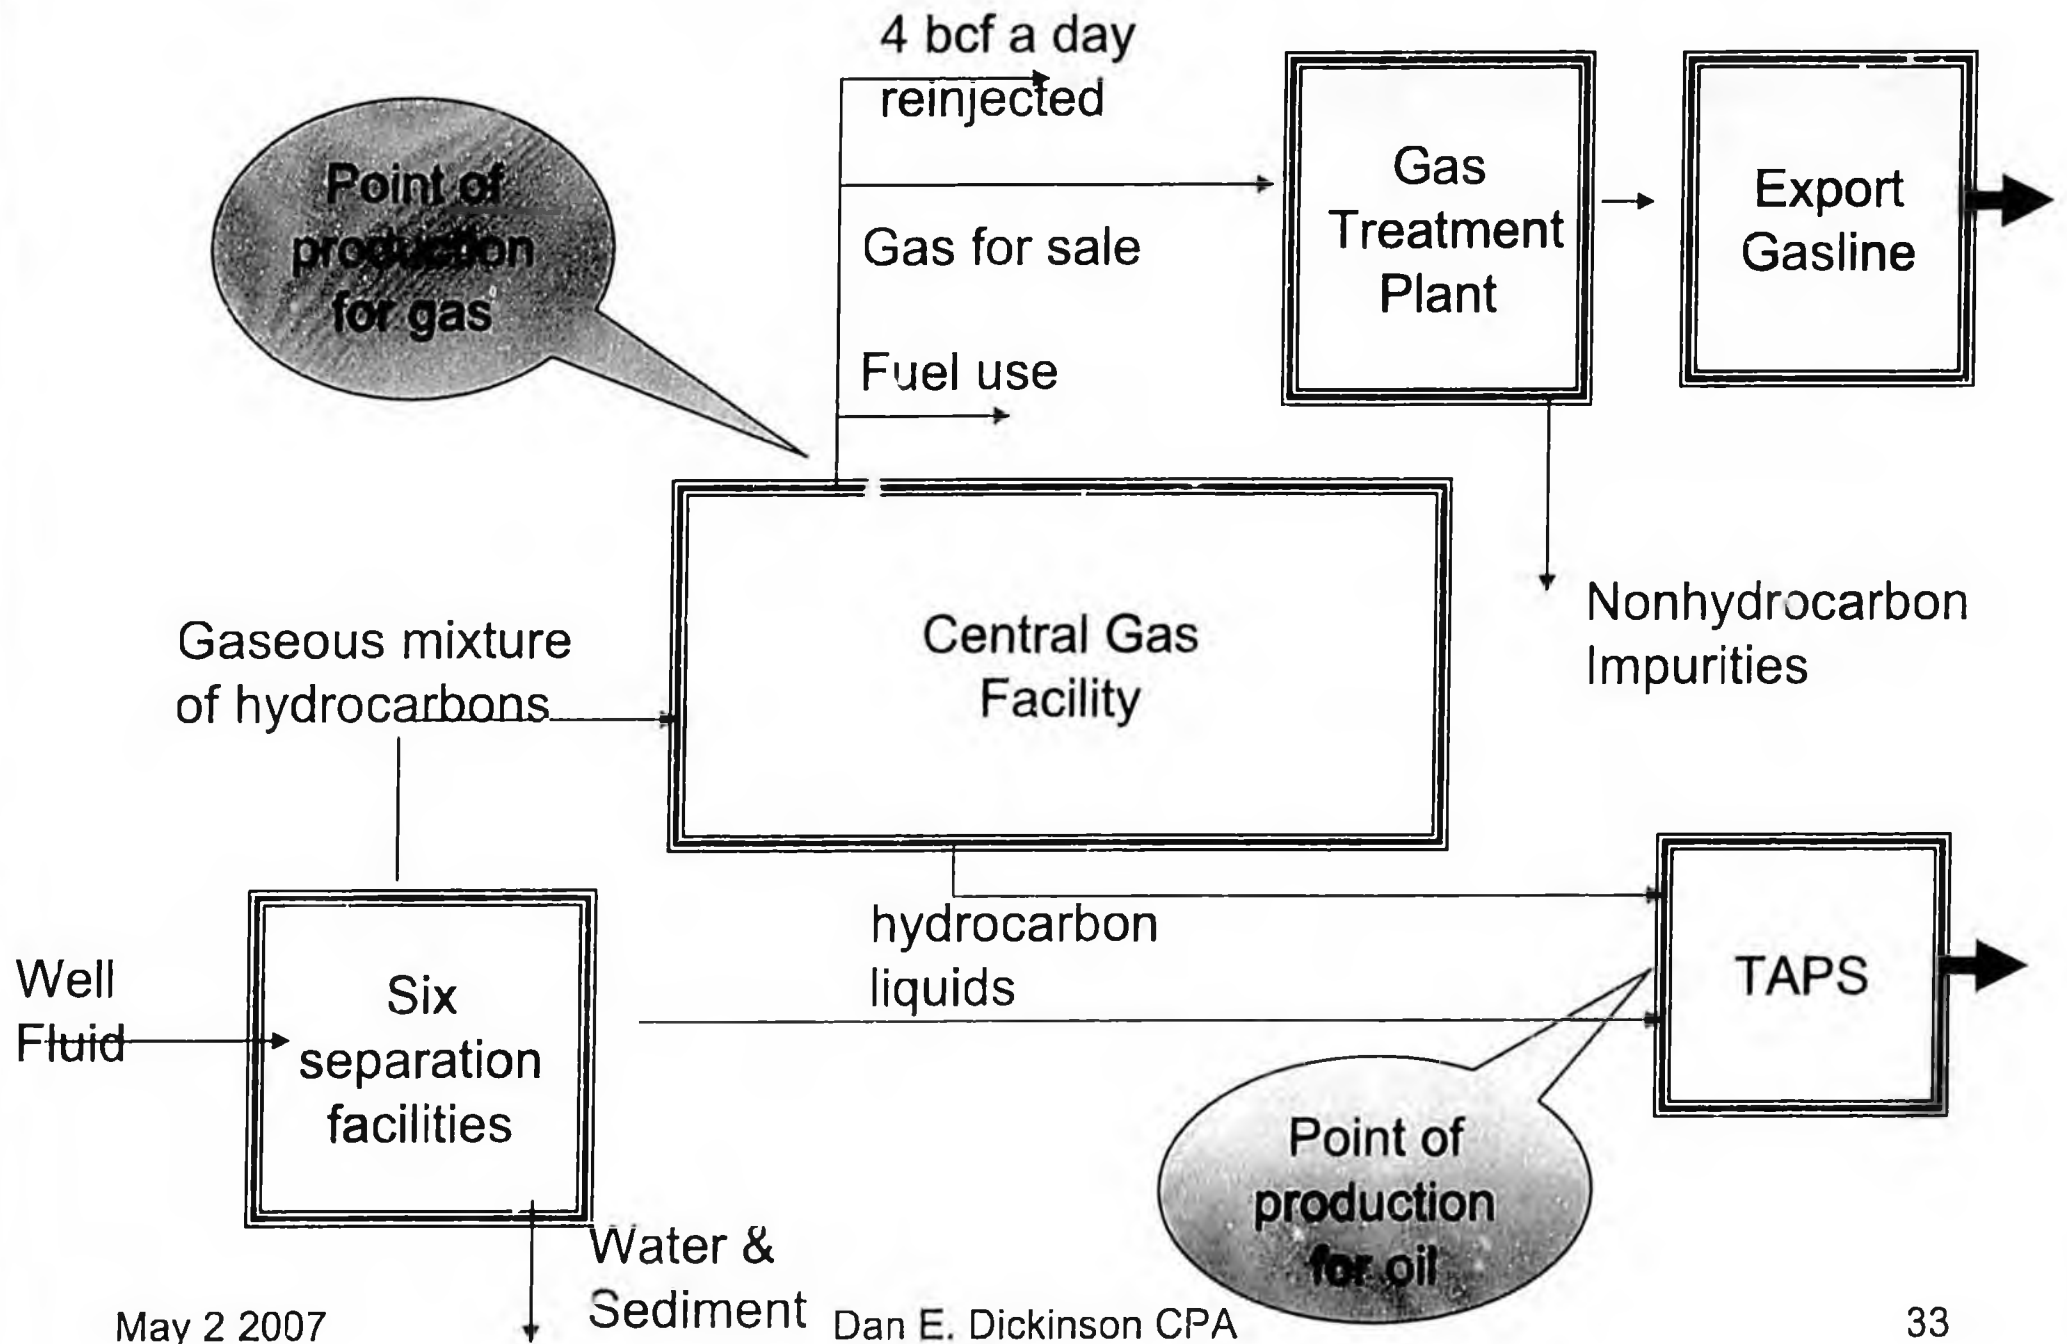 4 bcf a day
reinjected
Point of
production
for gas
Gas for sale
Fuel use
Gas
Treatment
Plant
Export
Gasline
Nonhydrocarbon
Impurities
Gaseous mixture
of hydrocarbons
Central Gas
Facility
Well
Fluid
Six
separation
facilities
hydrocarbon
liquids
TAPS
Point of
production
for oil
Water &
Sediment
May 2 2007
Dan E. Dickinson CPA
33